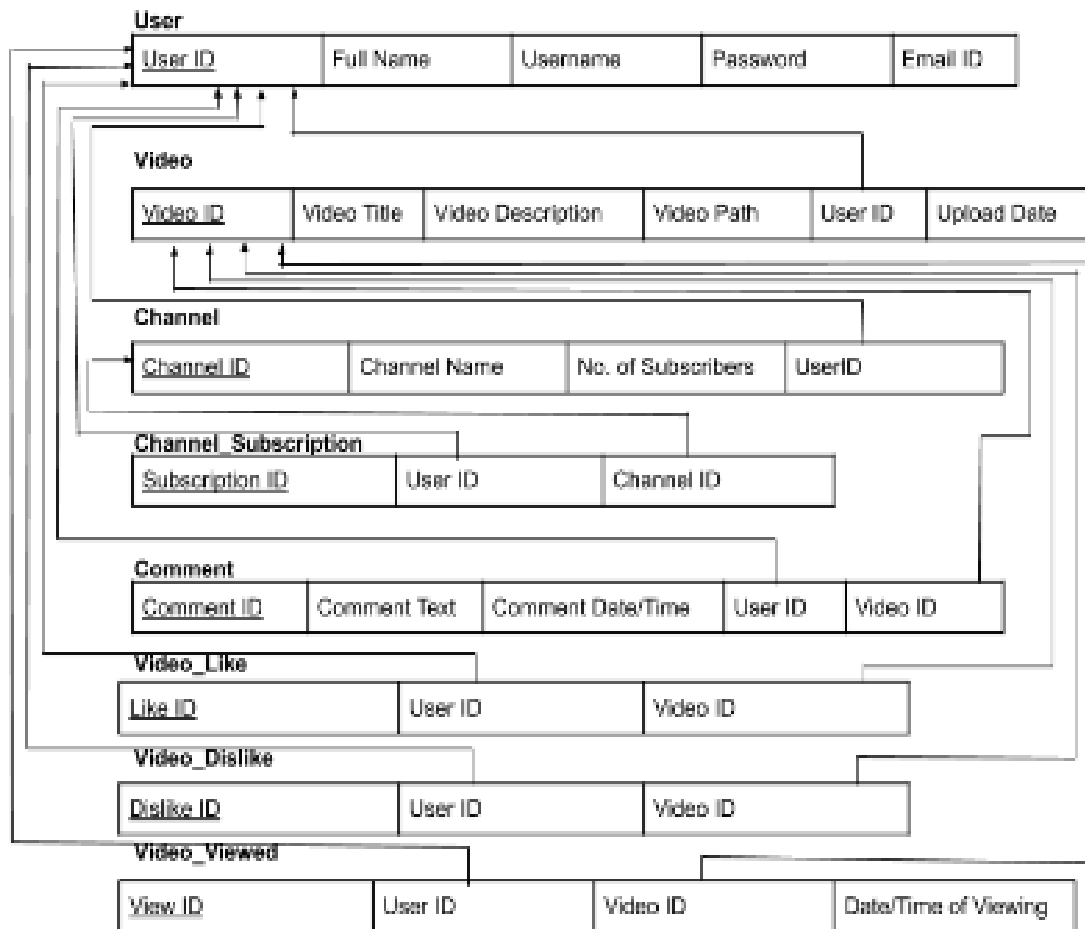 User
User ID Full Name Username Password Email ID
Video
Video ID Video Title Video Description Video Path User ID Upload Date
Channel
Channel ID Channel Name No. of Subscribers UserID
Channel_Subscription
Subscription ID User ID Channel ID
Comment
Comment ID Comment Text Comment Date/Time User ID Video ID
Video_Like
Like ID User ID Video ID
Video_Dislike
Dislike ID User ID Video ID
Video_Viewed
View ID User ID Video ID Date/Time of Viewing